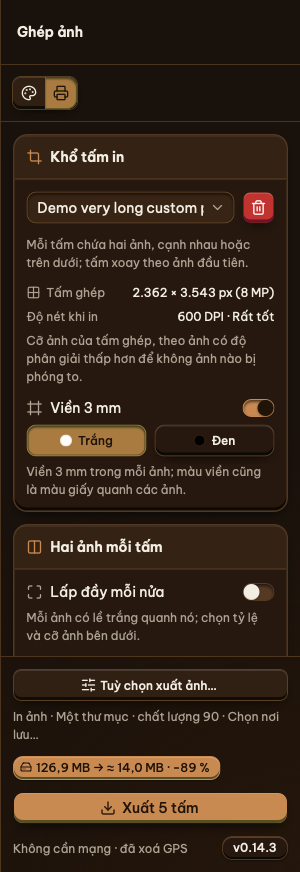 Ghép ảnh
Khổ tấm in
Demo very long custom
Mỗi tấm chứa hai ảnh, cạnh nhau hoặc
trên dưới; tấm xoay theo ảnh đầu tiên.
Tấm ghép 2.362 × 3.543 px (8 MP)
Độ nét khi in 600 DPI · Rất tốt
Cỡ ảnh của tấm ghép, theo ảnh có độ
phân giải thấp hơn để không ảnh nào bị
phóng to.
Viền 3 mm
Trắng Đen
Viền 3 mm trong mỗi ảnh; màu viền cũng
là màu giấy quanh các ảnh.
Hai ảnh mỗi tấm
Lấp đầy mỗi nửa
Mỗi ảnh có lề trắng quanh nó; chọn tỷ lệ
và cỡ ảnh bên dưới.
Tuỳ chọn xuất ảnh...
In ảnh · Một thư mục · chất lượng 90 · Chọn nơi
lưu...
126,9 MB → ≈ 14,0 MB · −89 %
Xuất 5 tấm
Không cần mạng · đã xoá GPS v0.14.3